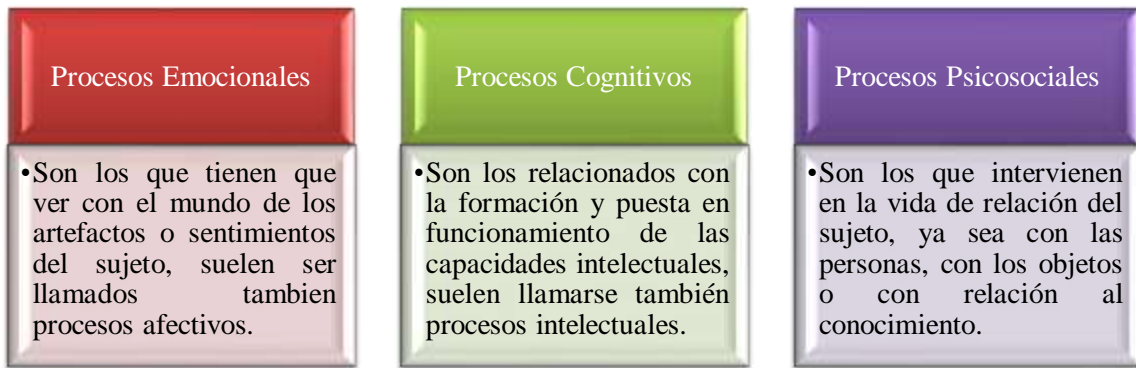 Procesos Emocionales
•Son los que tienen que
ver con el mundo de los
artefactos o sentimientos
del sujeto, suelen ser
llamados tambien
procesos afectivos.
Procesos Cognitivos
•Son los relacionados con
la formación y puesta en
funcionamiento de las
capacidades intelectuales,
suelen llamarse también
procesos intelectuales.
Procesos Psicosociales
•Son los que intervienen
en la vida de relación del
sujeto, ya sea con las
personas, con los objetos
o con relación al
conocimiento.